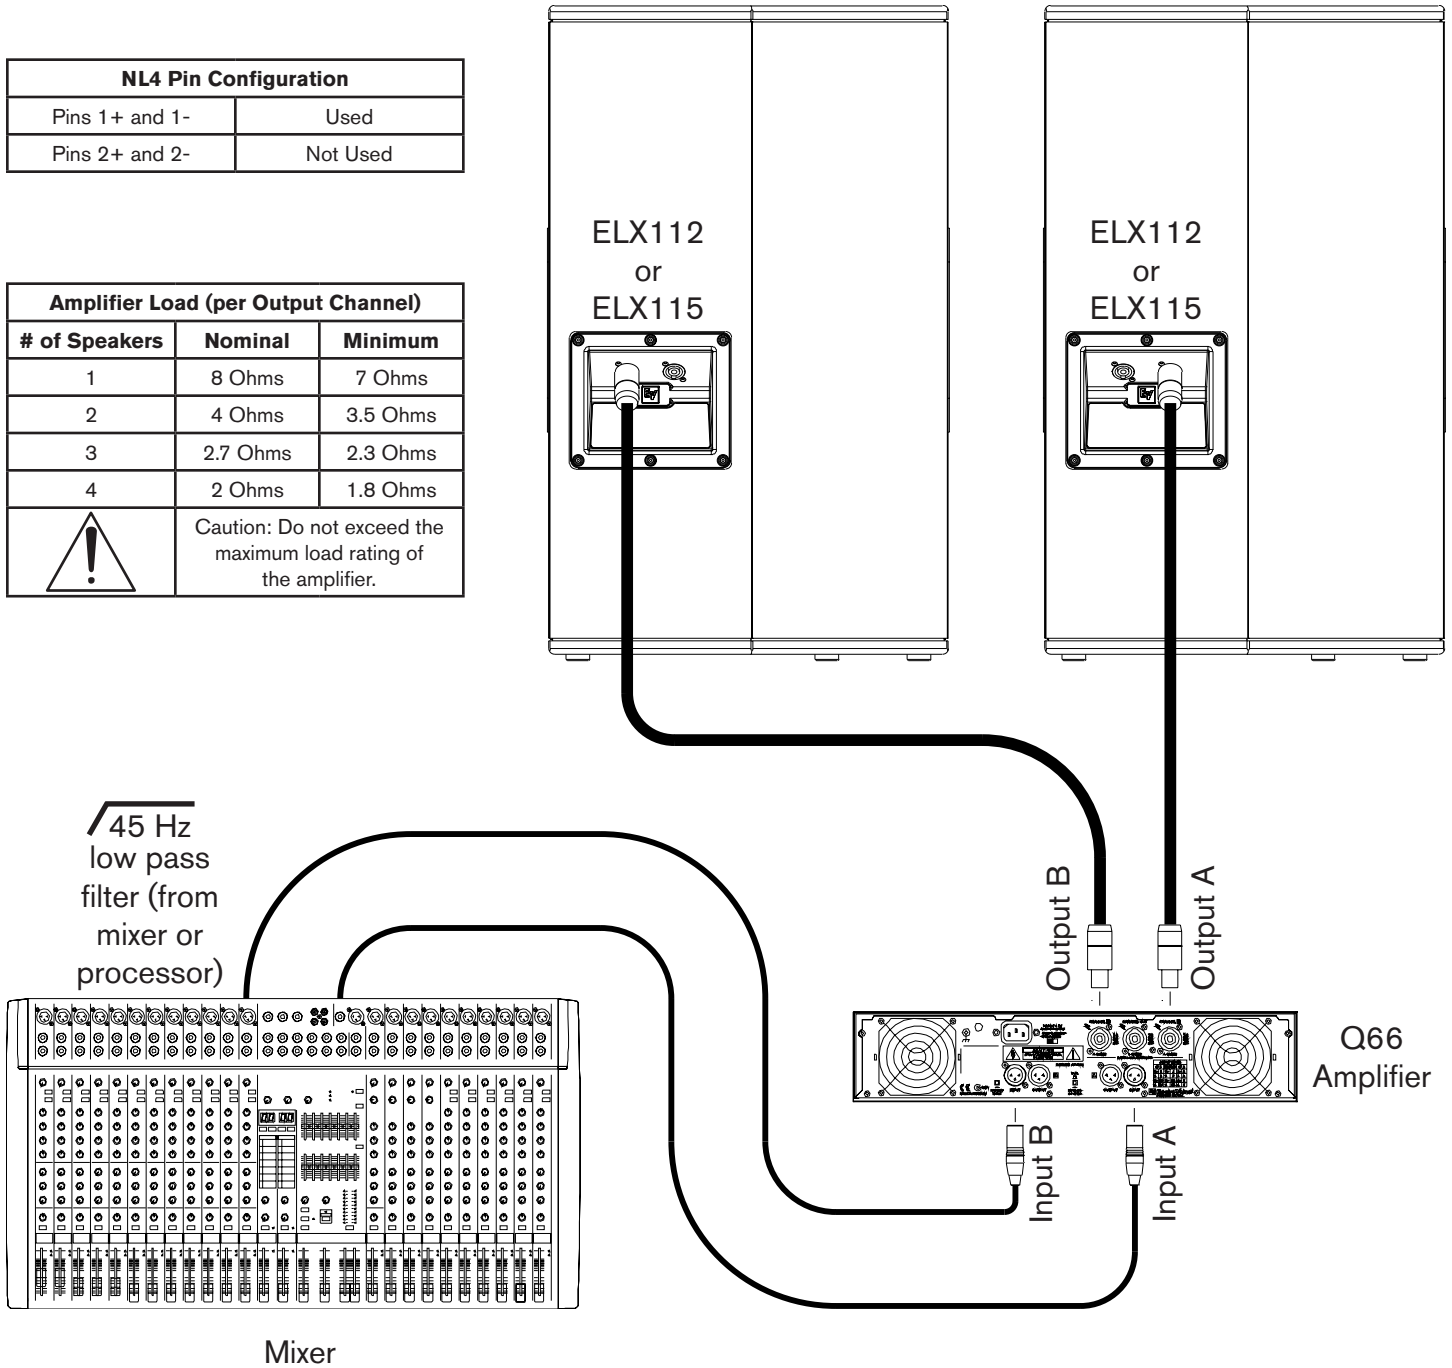 NL4 Pin Configuration
Pins 1+ and 1- Used
Pins 2+ and 2- Not Used
Amplifier Load (per Output Channel)
# of Speakers Nominal Minimum
1 8 Ohms 7 Ohms
2 4 Ohms 3.5 Ohms
3 2.7 Ohms 2.3 Ohms
4 2 Ohms 1.8 Ohms
!
Caution: Do not exceed the
maximum load rating of
the amplifier.
ELX112
or
ELX115
ELX112
or
ELX115
45 Hz
low pass
filter (from
mixer or
processor)
Output B
Output A
Q66
Amplifier
Input B
Input A
Mixer